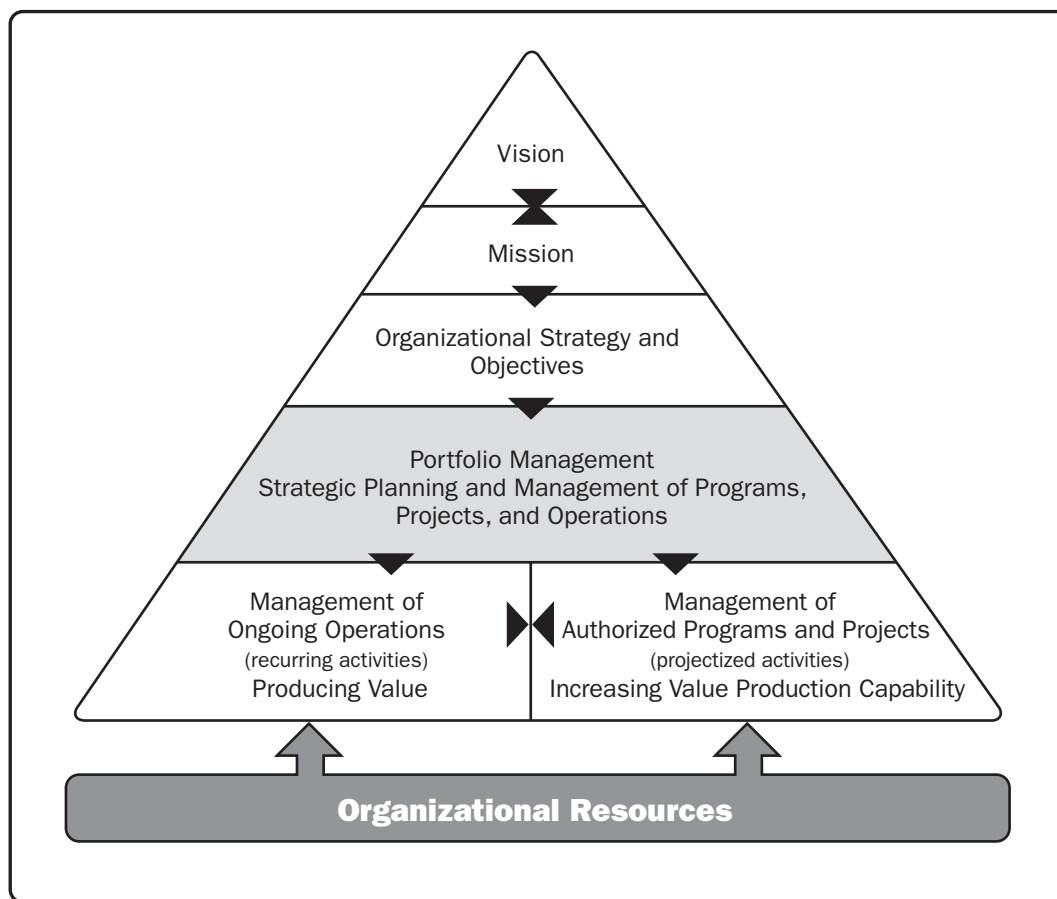 Vision
Mission
Organizational Strategy and
Objectives
Portfolio Management
Strategic Planning and Management of Programs,
Projects, and Operations
Management of
Ongoing Operations
(recurring activities)
Producing Value
Management of
Authorized Programs and Projects
(projectized activities)
Increasing Value Production Capability
Organizational Resources